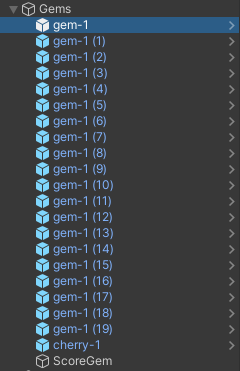 Gems
gem-1
gem-1 (1)
gem-1 (2)
gem-1 (3)
gem-1 (4)
gem-1 (5)
gem-1 (6)
gem-1 (7)
gem-1 (8)
gem-1 (9)
gem-1 (10)
gem-1 (11)
gem-1 (12)
gem-1 (13)
gem-1 (14)
gem-1 (15)
gem-1 (16)
gem-1 (17)
gem-1 (18)
gem-1 (19)
cherry-1
ScoreGem